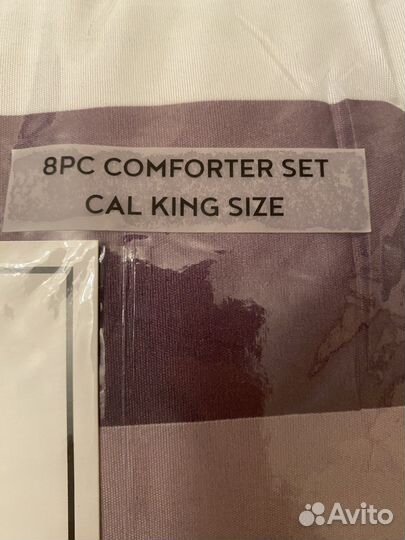 8PC COMFORTER SET
CAL KING SIZE
Avito